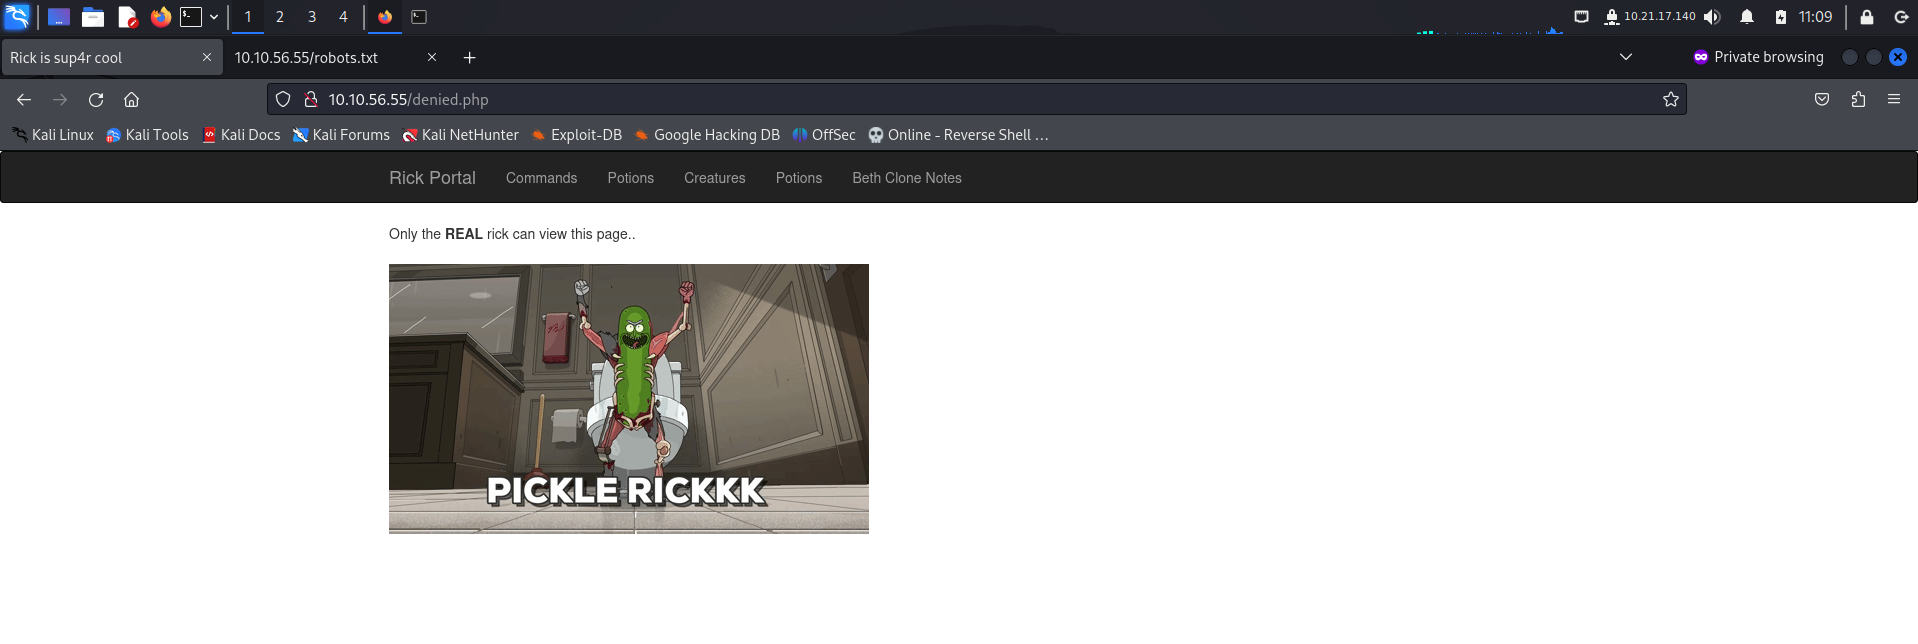 1 2 3 4 10.21.17.140 11:09
Rick is sup4r cool 10.10.56.55/robots.txt Private browsing
10.10.56.55/denied.php
Kali Linux Kali Tools Kali Docs Kali Forums Kali NetHunter Exploit-DB Google Hacking DB OffSec Online - Reverse Shell …
Rick Portal Commands Potions Creatures Potions Beth Clone Notes
Only the REAL rick can view this page..
PICKLE RICKKK